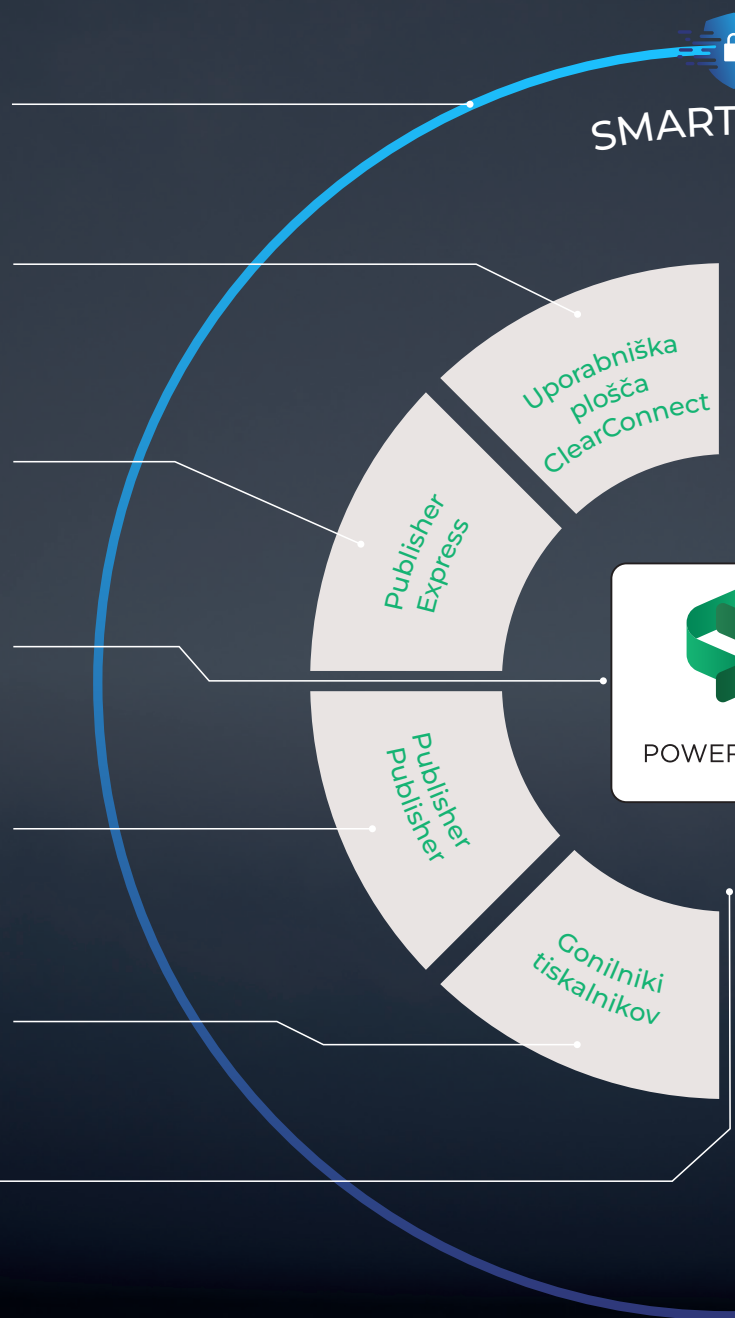 SMART
Uporabniška
plošča
ClearConnect
Publisher
Express
POWER
Publisher
Publisher
Gonilniki
tiskalnikov